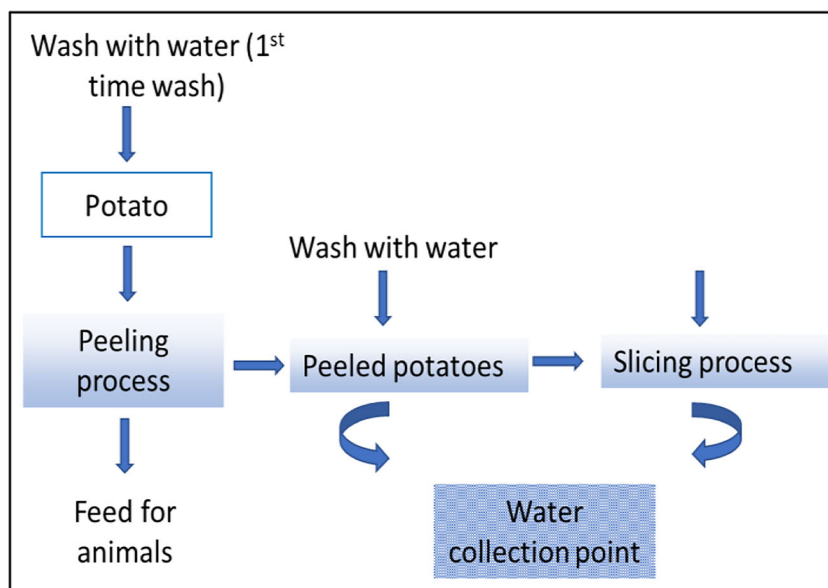 Wash with water (1st
time wash)
Potato
Wash with water
Peeling
process
Peeled potatoes
Slicing process
Feed for
animals
Water
collection point